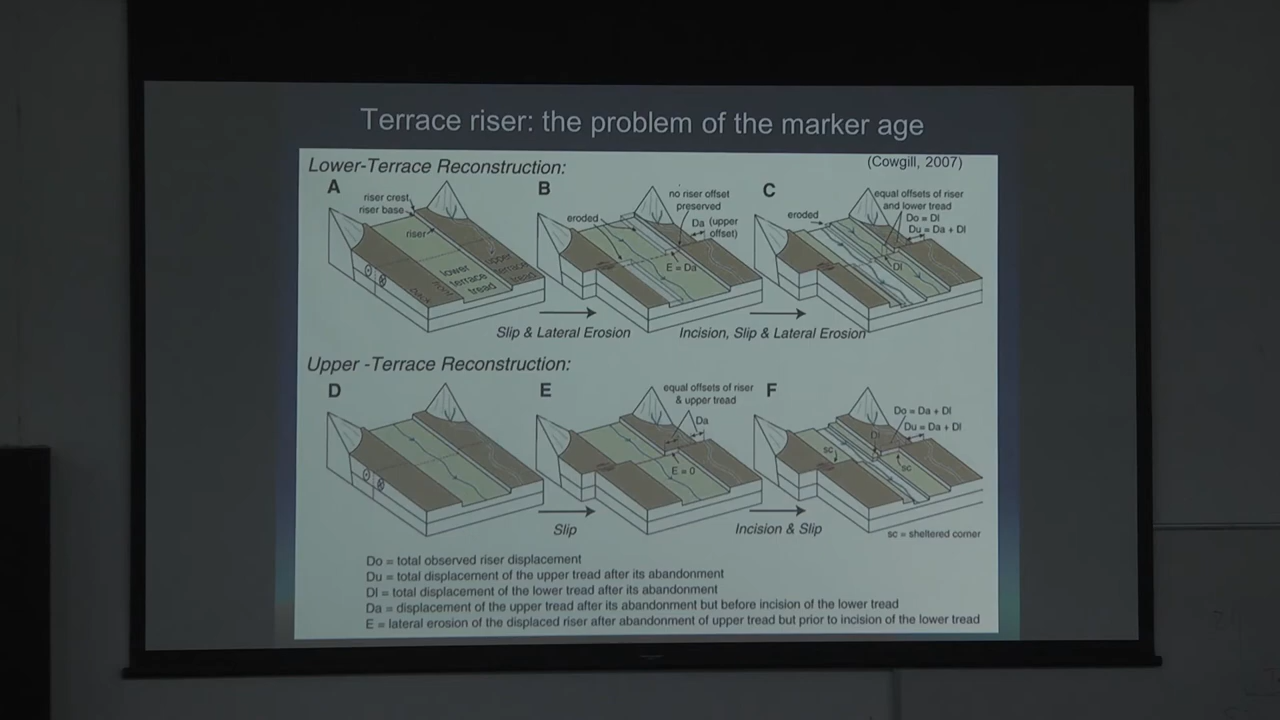 Terrace riser: the problem of the marker age
Lower-Terrace Reconstruction:
(Cowgill, 2007)
A
riser crest
riser base
riser
lower
terrace
tread
upper
terrace
tread
B
eroded
no riser offset
preserved
Da (upper
offset)
E = Da
C
eroded
equal offsets of riser
and lower tread
Do = Dl
Du = Da + Dl
Dl
Slip & Lateral Erosion
Incision, Slip & Lateral Erosion
Upper -Terrace Reconstruction:
D
E
equal offsets of riser
& upper tread
Da
E = 0
F
Do = Da + Dl
Du = Da + Dl
Dl
sc
sc
Slip
Incision & Slip
sc = sheltered corner
Do = total observed riser displacement
Du = total displacement of the upper tread after its abandonment
Dl = total displacement of the lower tread after its abandonment
Da = displacement of the upper tread after its abandonment but before incision of the lower tread
E = lateral erosion of the displaced riser after abandonment of upper tread but prior to incision of the lower tread